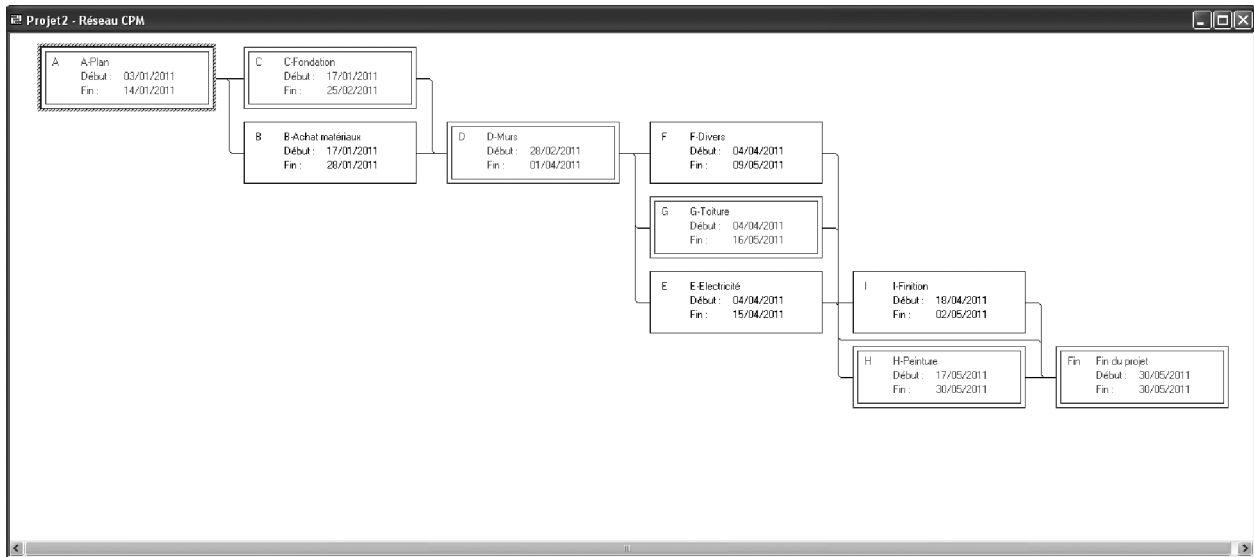 Projet2 - Réseau CPM
A A-Plan
Début : 03/01/2011
Fin : 14/01/2011
C C-Fondation
Début : 17/01/2011
Fin : 25/02/2011
B B-Achat matériaux
Début : 17/01/2011
Fin : 28/01/2011
D D-Murs
Début : 28/02/2011
Fin : 01/04/2011
F F-Divers
Début : 04/04/2011
Fin : 09/05/2011
G G-Toiture
Début : 04/04/2011
Fin : 16/05/2011
E E-Electricité
Début : 04/04/2011
Fin : 15/04/2011
I I-Finition
Début : 18/04/2011
Fin : 02/05/2011
H H-Peinture
Début : 17/05/2011
Fin : 30/05/2011
Fin Fin du projet
Début : 30/05/2011
Fin : 30/05/2011